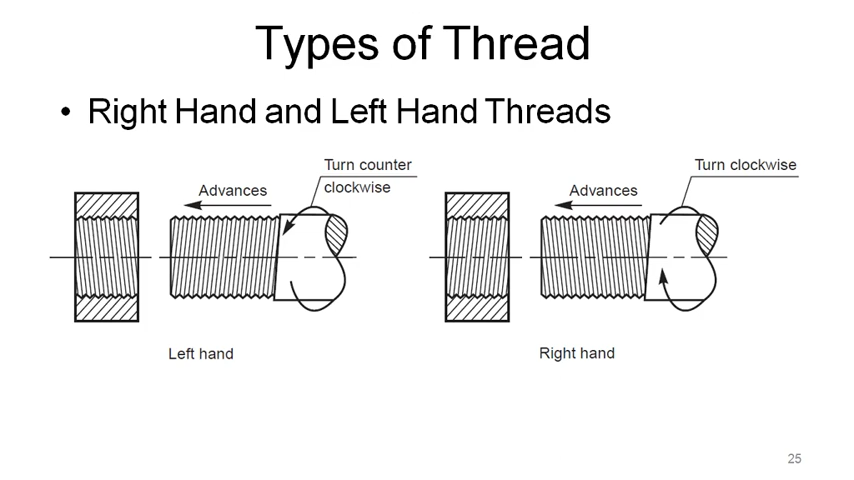 Types of Thread
• Right Hand and Left Hand Threads
Turn counter
clockwise
Advances
Left hand
Turn clockwise
Advances
Right hand
25